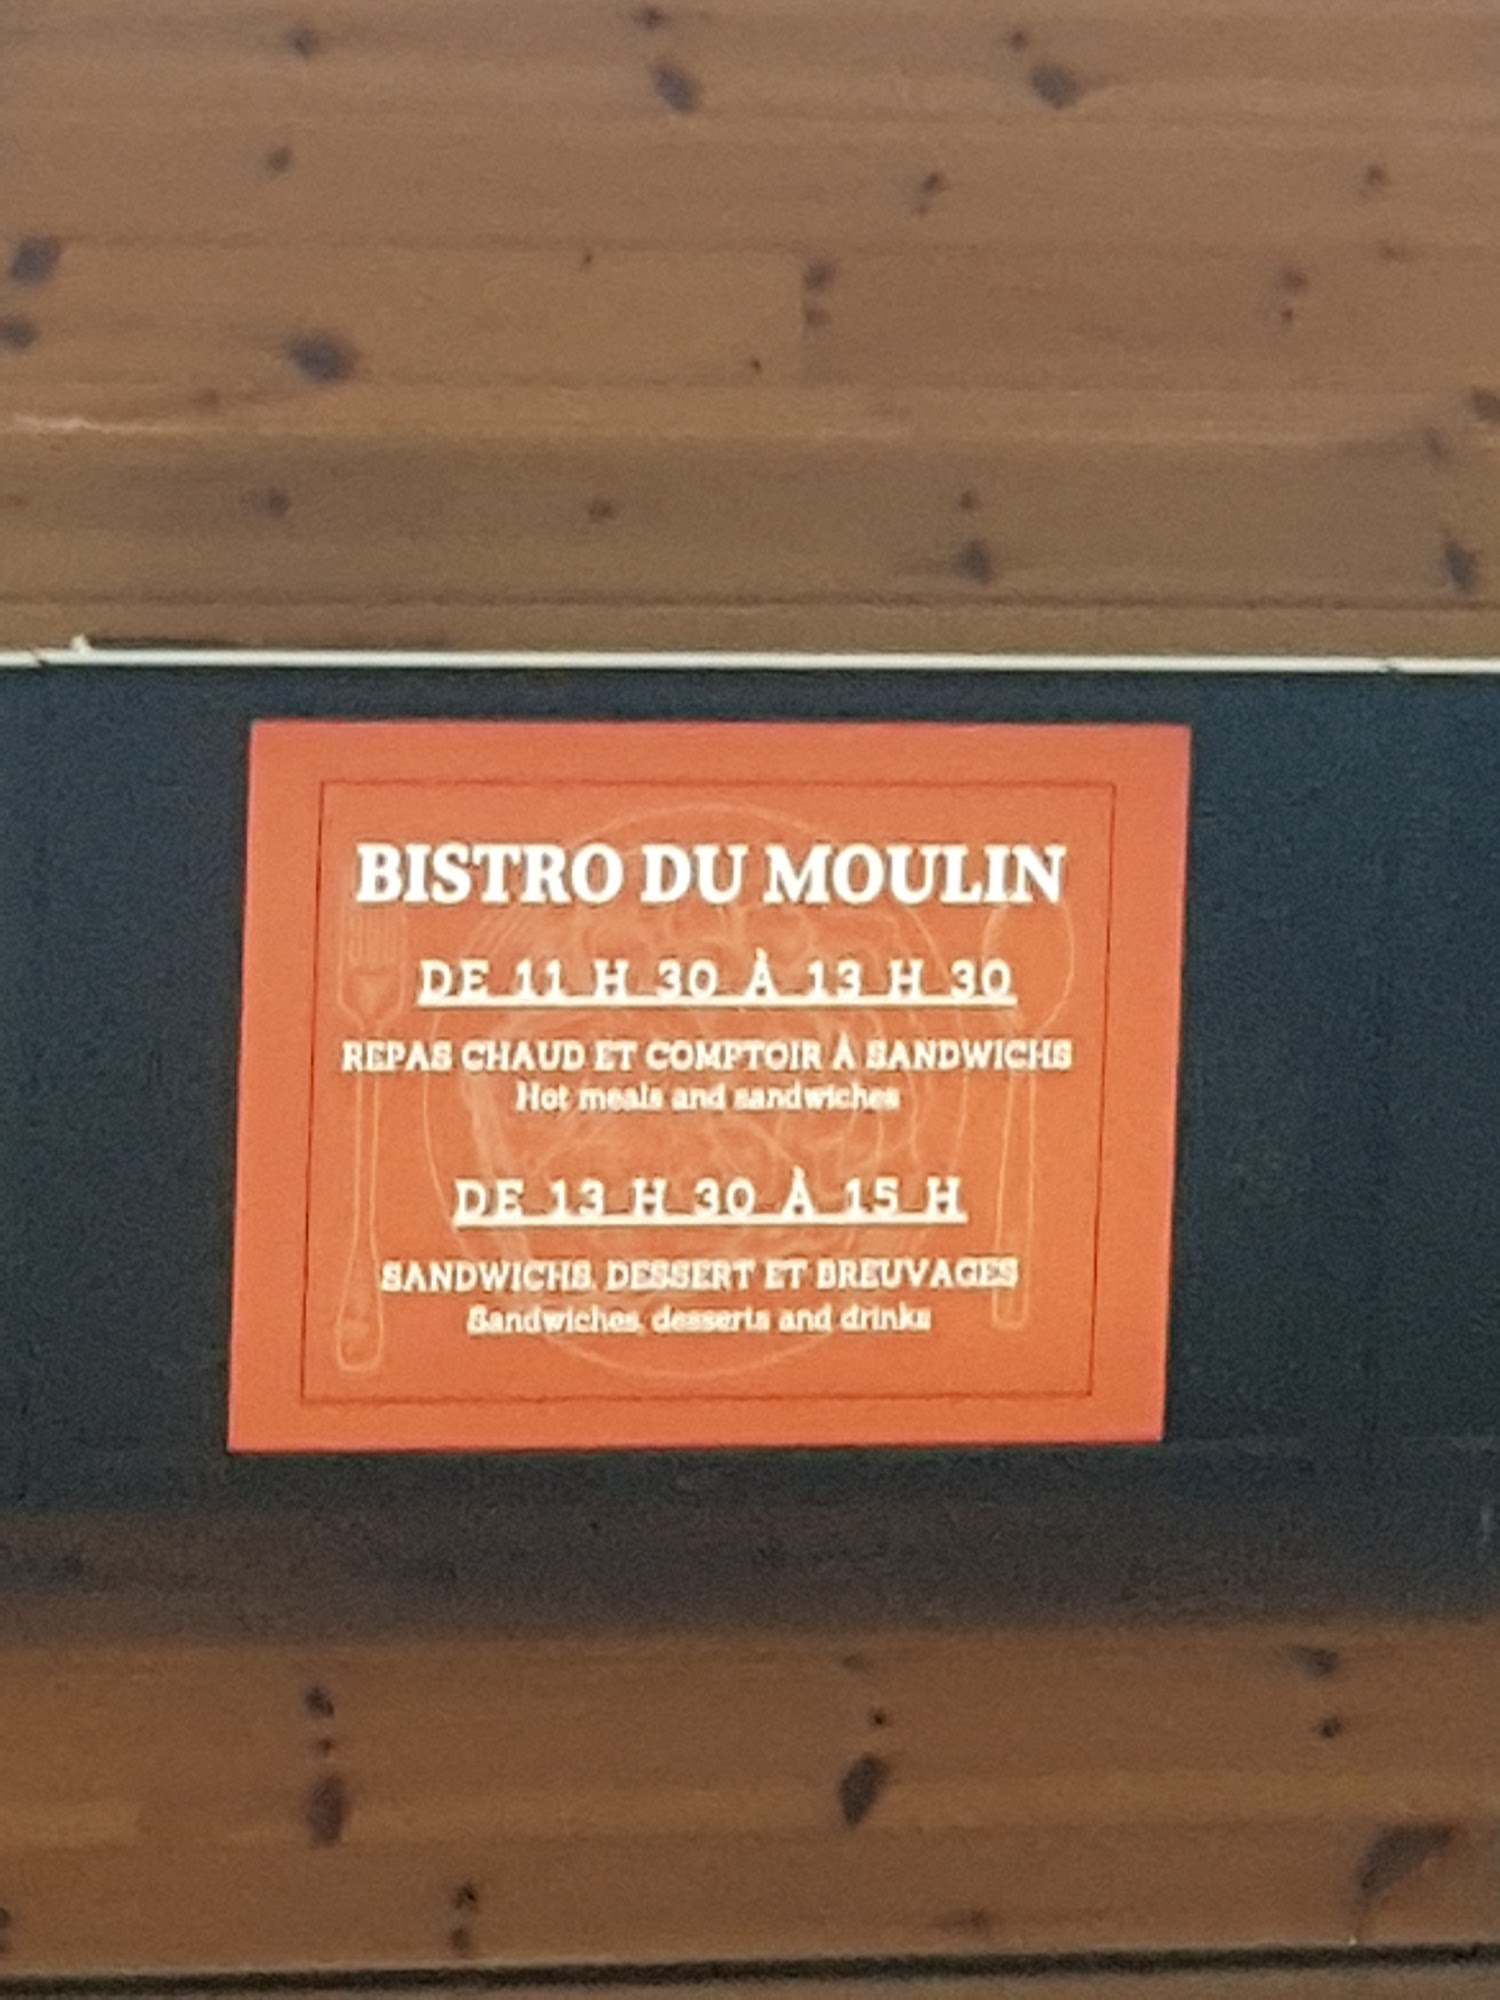 BISTRO DU MOULIN
DE 11 H 30 À 13 H 30
REPAS CHAUD ET COMPTOIR À SANDWICHS
Hot meals and sandwiches
DE 13 H 30 À 15 H
SANDWICHS, DESSERT ET BREUVAGES
Sandwiches, desserts and drinks